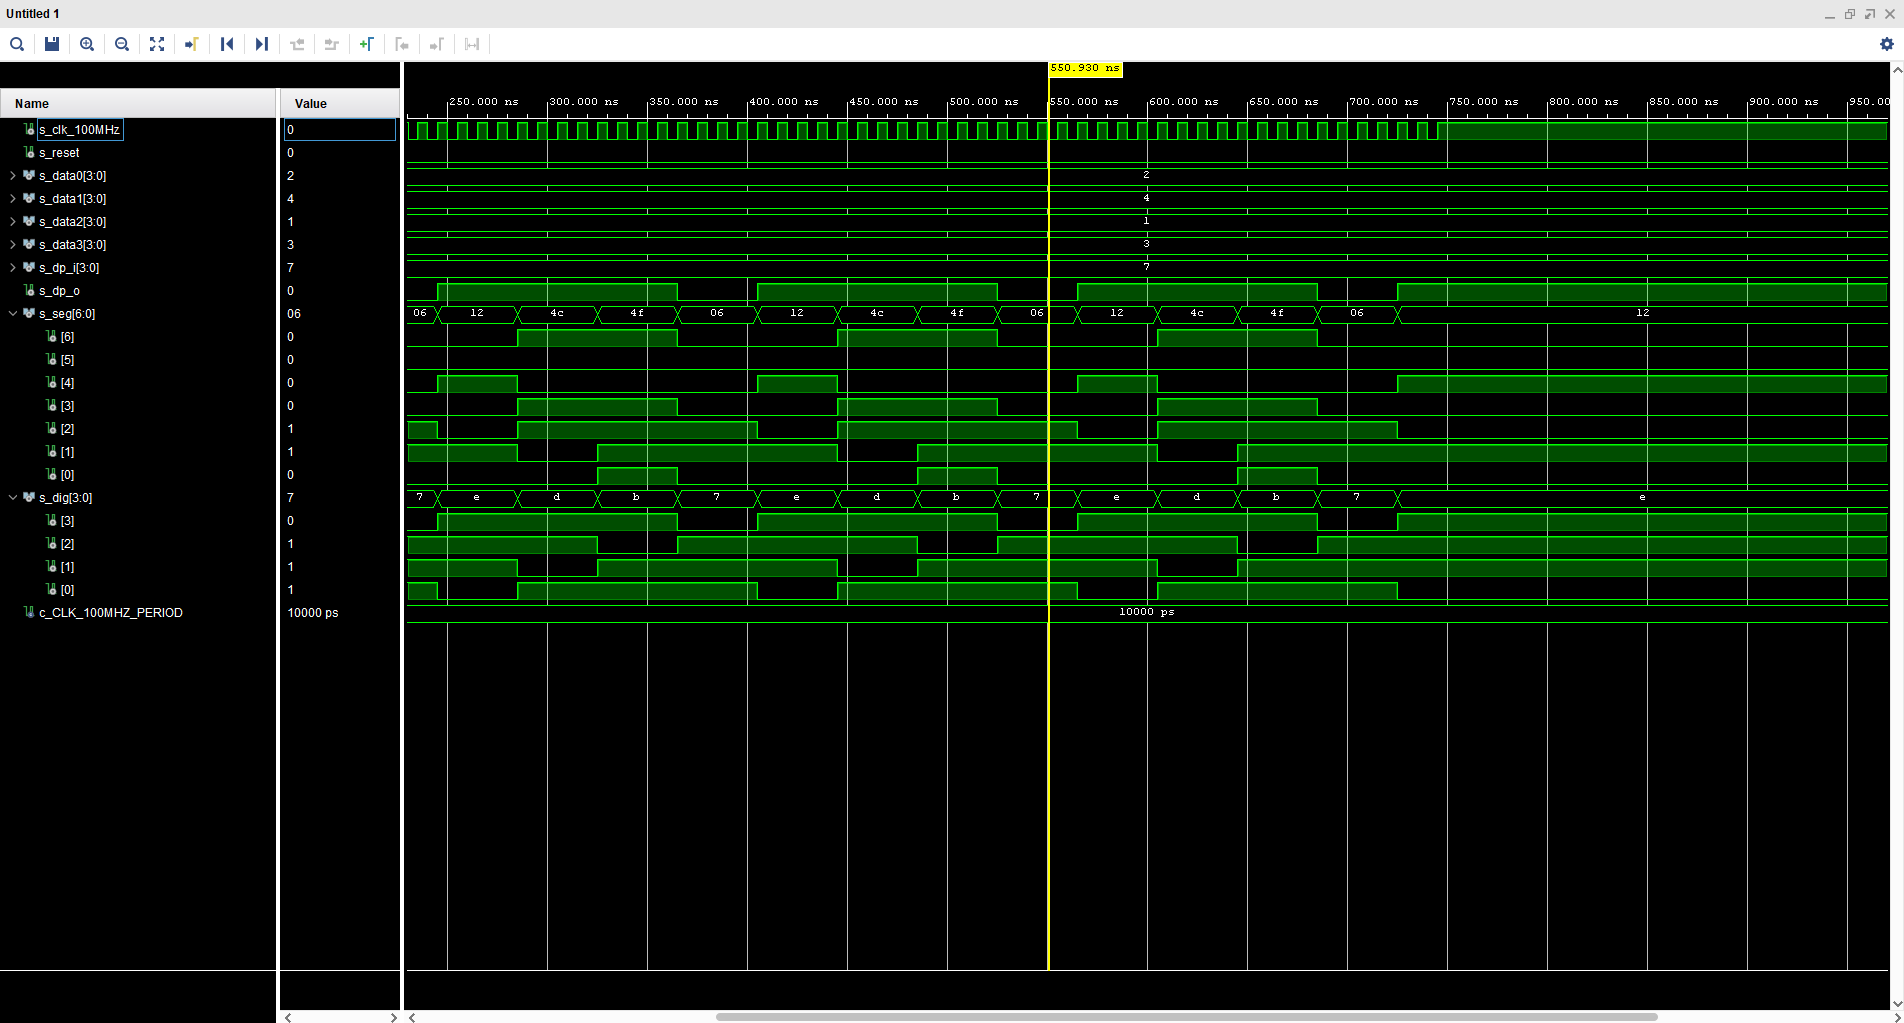 Untitled 1
550.930 ns
250.000 ns 300.000 ns 350.000 ns 400.000 ns 450.000 ns 500.000 ns 550.000 ns 600.000 ns 650.000 ns 700.000 ns 750.000 ns 800.000 ns 850.000 ns 900.000 ns 950.00
Name Value
s_clk_100MHz 0
s_reset 0
s_data0[3:0] 2 2
s_data1[3:0] 4 4
s_data2[3:0] 1 1
s_data3[3:0] 3 3
s_dp_i[3:0] 7 7
s_dp_o 0
s_seg[6:0] 06 06 12 4c 4f 06 12 4c 4f 06 12 4c 4f 06 12
[6] 0
[5] 0
[4] 0
[3] 0
[2] 1
[1] 1
[0] 0
s_dig[3:0] 7 7 e d b 7 e d b 7 e d b 7 e
[3] 0
[2] 1
[1] 1
[0] 1
c_CLK_100MHZ_PERIOD 10000 ps 10000 ps